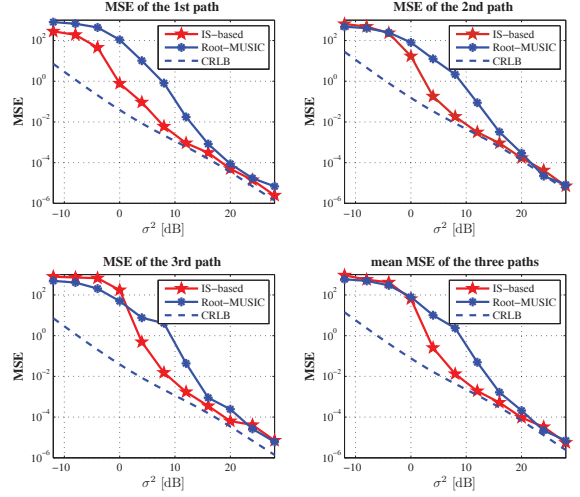 MSE of the 1st path
MSE
10^2
10^0
10^-2
10^-4
10^-6
IS-based
Root-MUSIC
CRLB
-10 0 10 20
σ^2 [dB]
MSE of the 2nd path
MSE
10^2
10^0
10^-2
10^-4
10^-6
IS-based
Root-MUSIC
CRLB
-10 0 10 20
σ^2 [dB]
MSE of the 3rd path
MSE
10^2
10^0
10^-2
10^-4
10^-6
IS-based
Root-MUSIC
CRLB
-10 0 10 20
σ^2 [dB]
mean MSE of the three paths
MSE
10^2
10^0
10^-2
10^-4
10^-6
IS-based
Root-MUSIC
CRLB
-10 0 10 20
σ^2 [dB]